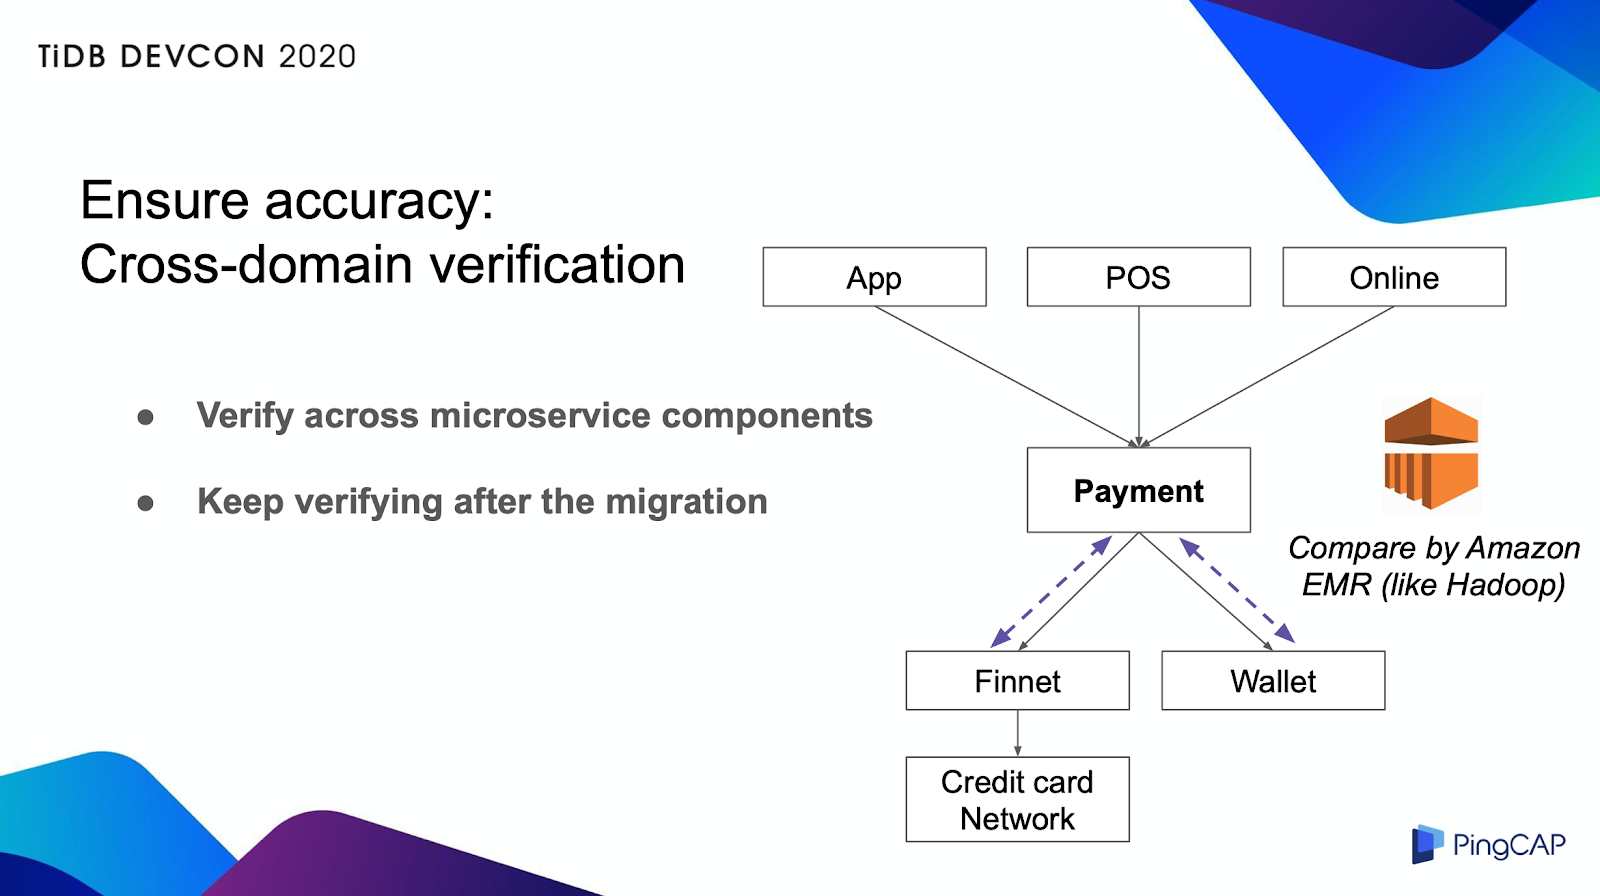 TiDB DEVCON 2020
Ensure accuracy:
Cross-domain verification
● Verify across microservice components
● Keep verifying after the migration
App
POS
Online
Payment
Compare by Amazon
EMR (like Hadoop)
Finnet
Wallet
Credit card
Network
PingCAP